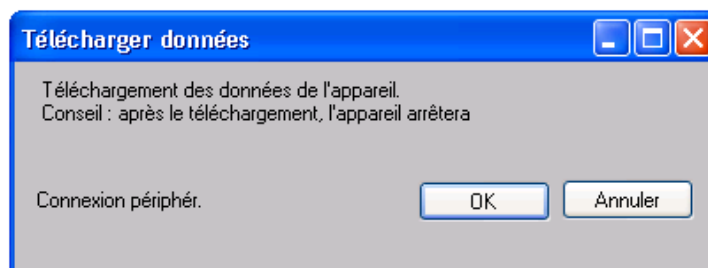 Télécharger données
Téléchargement des données de l'appareil.
Conseil : après le téléchargement, l'appareil arrêtera
Connexion périphér.
OK
Annuler